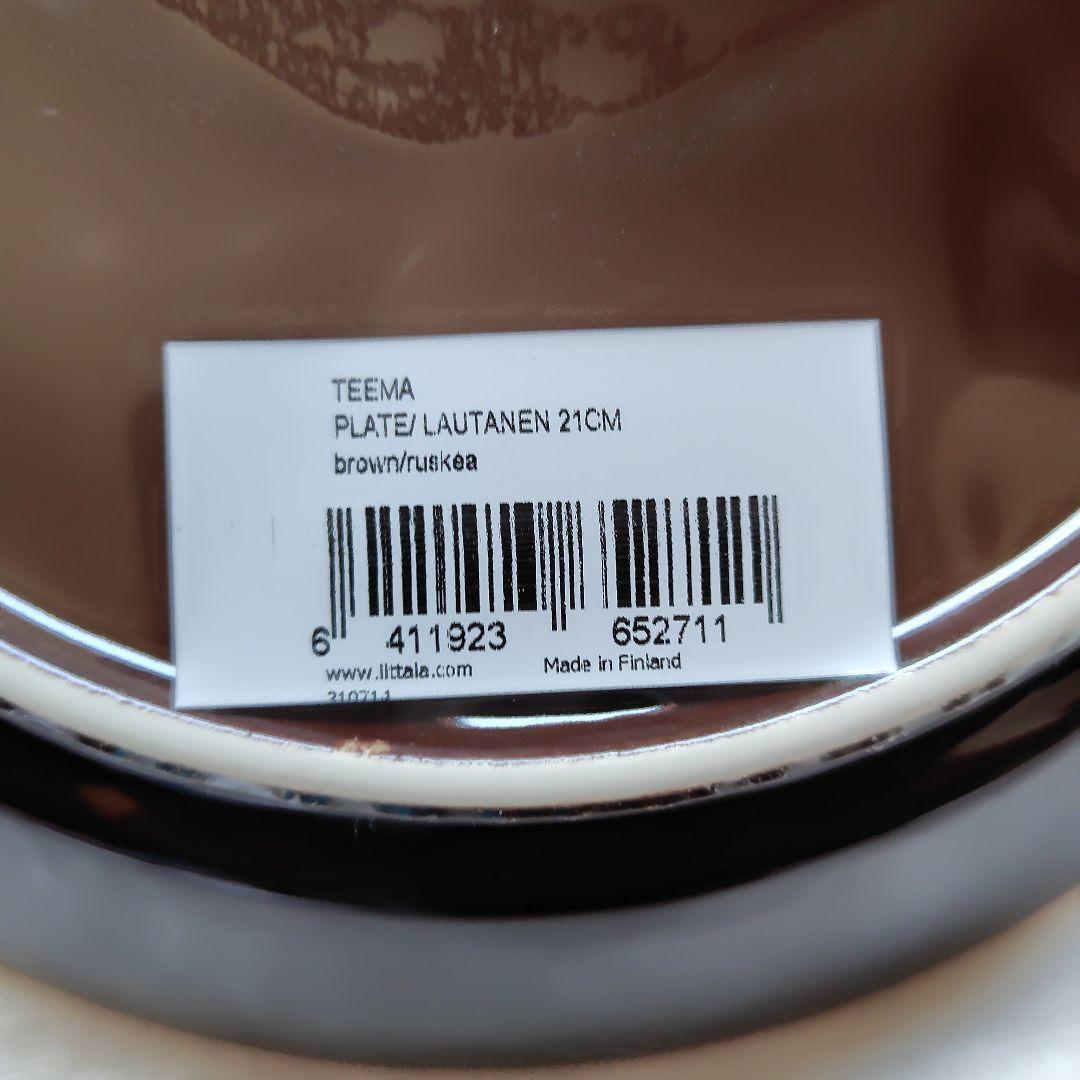 TEEMA
PLATE/ LAUTANEN 21CM
brown/ruskea
6 411923 652711
www.iittala.com Made in Finland